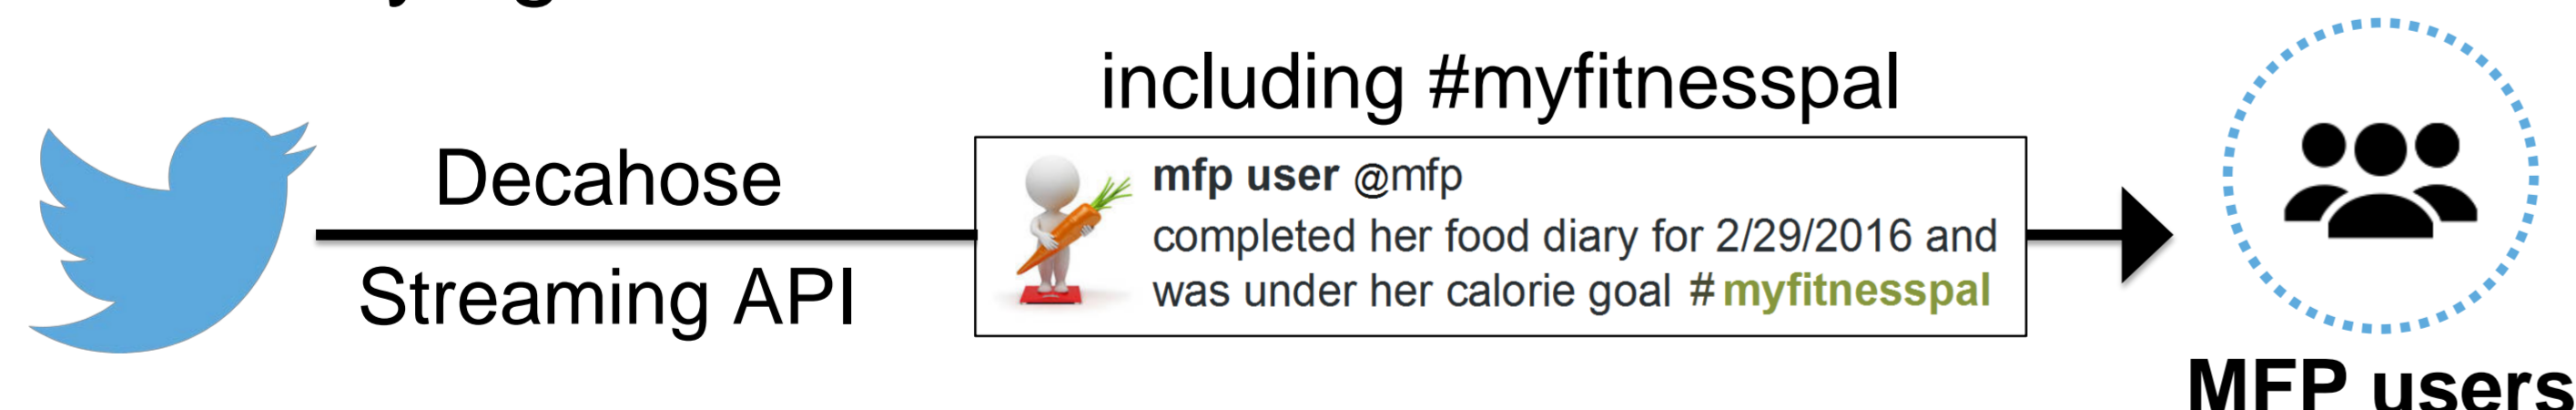 including #myfitnesspal
Decahose
Streaming API
mfp user @mfp
completed her food diary for 2/29/2016 and
was under her calorie goal #myfitnesspal
MFP users